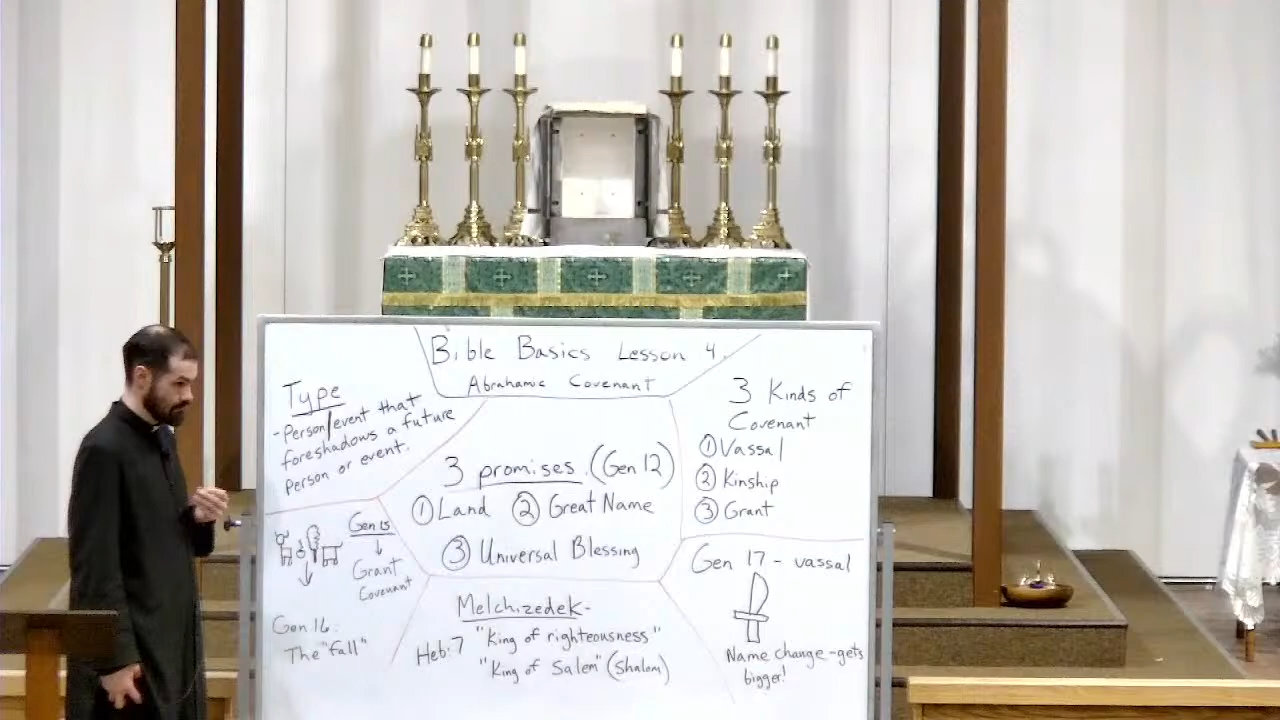 Bible Basics Lesson 4.
Abrahamic Covenant
Type
- Person/event that
foreshadows a future
person or event.
3 promises (Gen 12)
① Land ② Great Name
③ Universal Blessing
3 Kinds of
Covenant
① Vassal
② Kinship
③ Grant
Gen 15
↓
Grant
Covenant
Gen 16:
The "fall"
Melchizedek-
Heb. 7 "King of righteousness"
"King of Salem" (Shalom)
Gen 17 - vassal
Name change - gets
bigger!